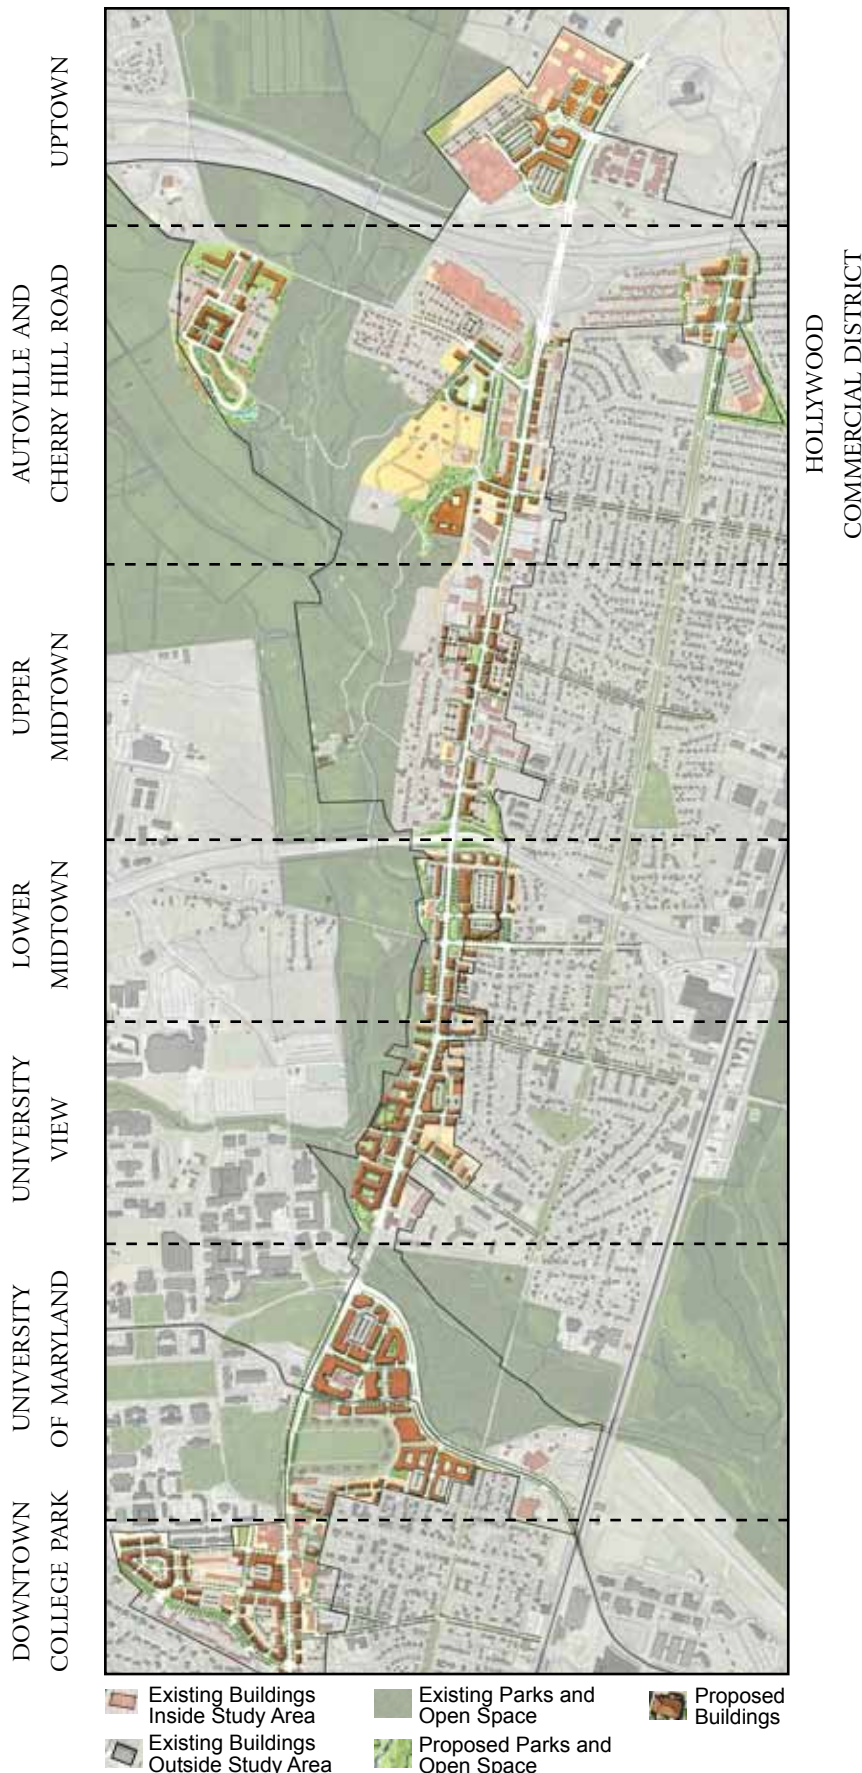 UPTOWN
AUTOVILLE AND
CHERRY HILL ROAD
HOLLYWOOD
COMMERCIAL DISTRICT
UPPER
MIDTOWN
LOWER
MIDTOWN
UNIVERSITY
VIEW
UNIVERSITY
OF MARYLAND
DOWNTOWN
COLLEGE PARK
Existing Buildings
Inside Study Area
Existing Buildings
Outside Study Area
Existing Parks and
Open Space
Proposed Parks and
Open Space
Proposed
Buildings